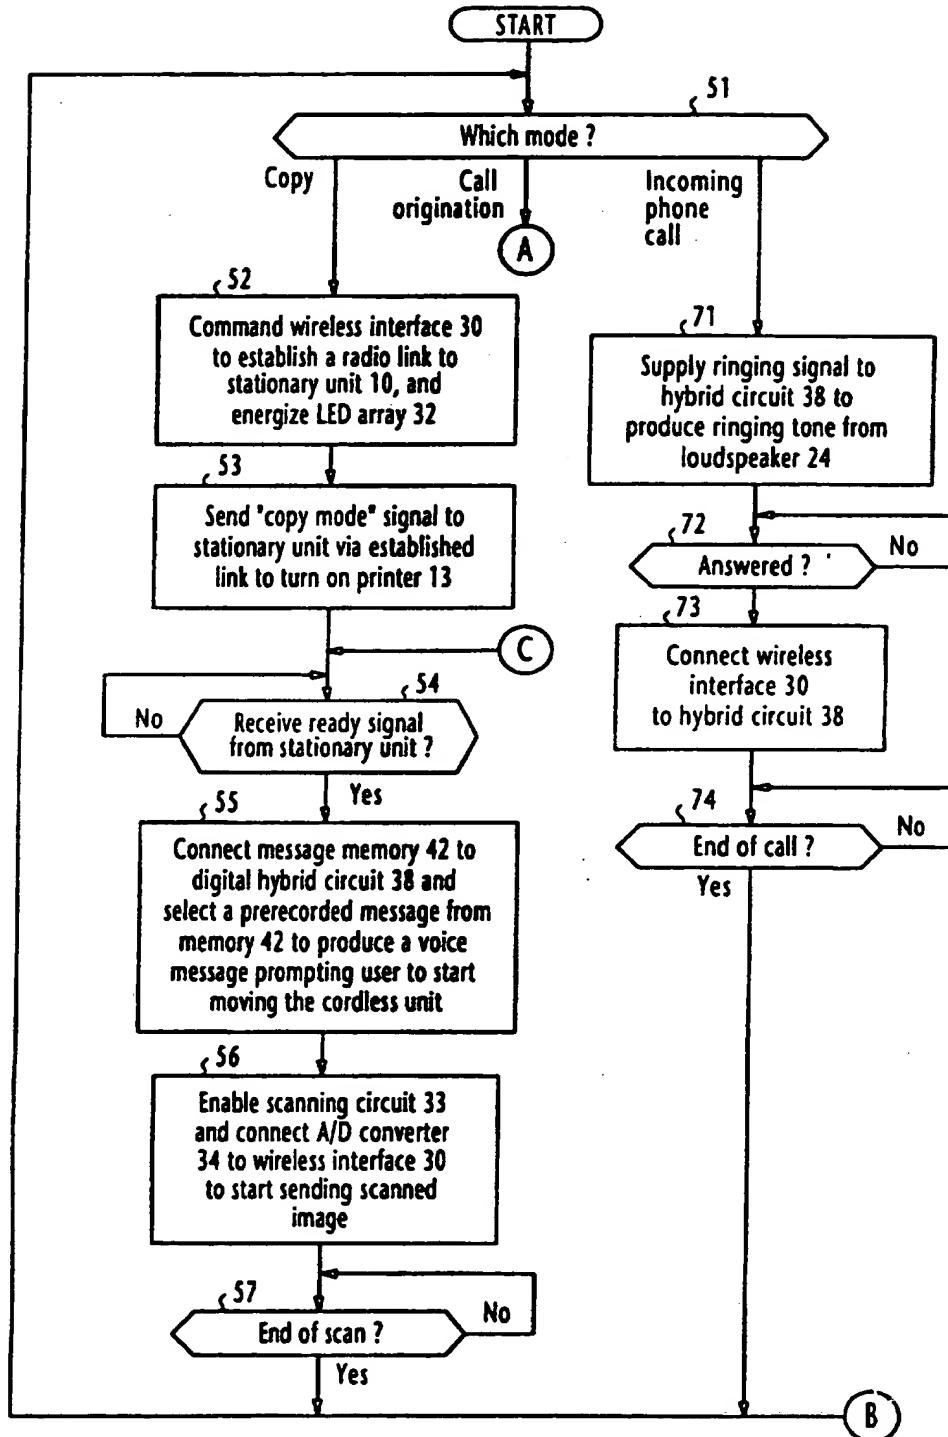 START
51
Which mode ?
Copy
Call
origination
Incoming
phone
call
A
52
Command wireless interface 30
to establish a radio link to
stationary unit 10, and
energize LED array 32
53
Send "copy mode" signal to
stationary unit via established
link to turn on printer 13
C
54
No
Receive ready signal
from stationary unit ?
Yes
55
Connect message memory 42 to
digital hybrid circuit 38 and
select a prerecorded message from
memory 42 to produce a voice
message prompting user to start
moving the cordless unit
56
Enable scanning circuit 33
and connect A/D converter
34 to wireless interface 30
to start sending scanned
image
57
End of scan ?
No
Yes
71
Supply ringing signal to
hybrid circuit 38 to
produce ringing tone from
loudspeaker 24
72
Answered ?
No
73
Connect wireless
interface 30
to hybrid circuit 38
74
End of call ?
No
Yes
B